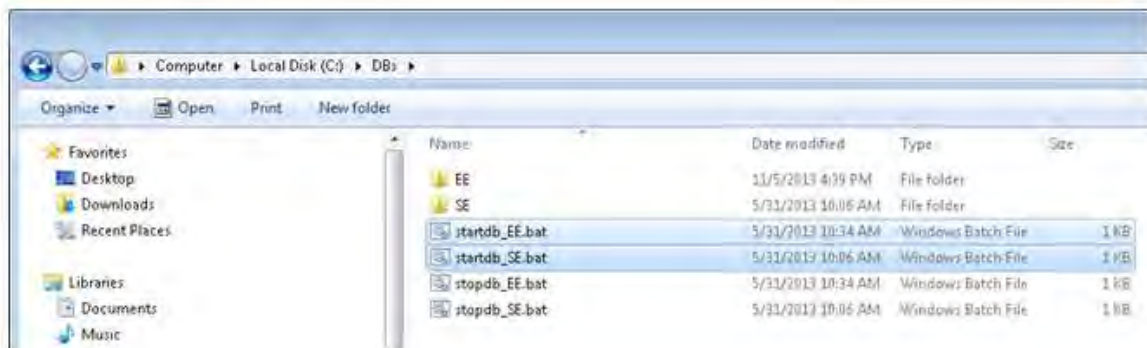 Computer Local Disk (C:) DBs
Organize Open Print New folder
Favorites
Desktop
Downloads
Recent Places
Libraries
Documents
Music
Name Date modified Type Size
EE 11/5/2013 4:39 PM File folder
SE 5/31/2013 10:06 AM File folder
startdb_EE.bat 5/31/2013 10:34 AM Windows Batch File 1 KB
startdb_SE.bat 5/31/2013 10:06 AM Windows Batch File 1 KB
stopdb_EE.bat 5/31/2013 10:34 AM Windows Batch File 1 KB
stopdb_SE.bat 5/31/2013 10:06 AM Windows Batch File 1 KB